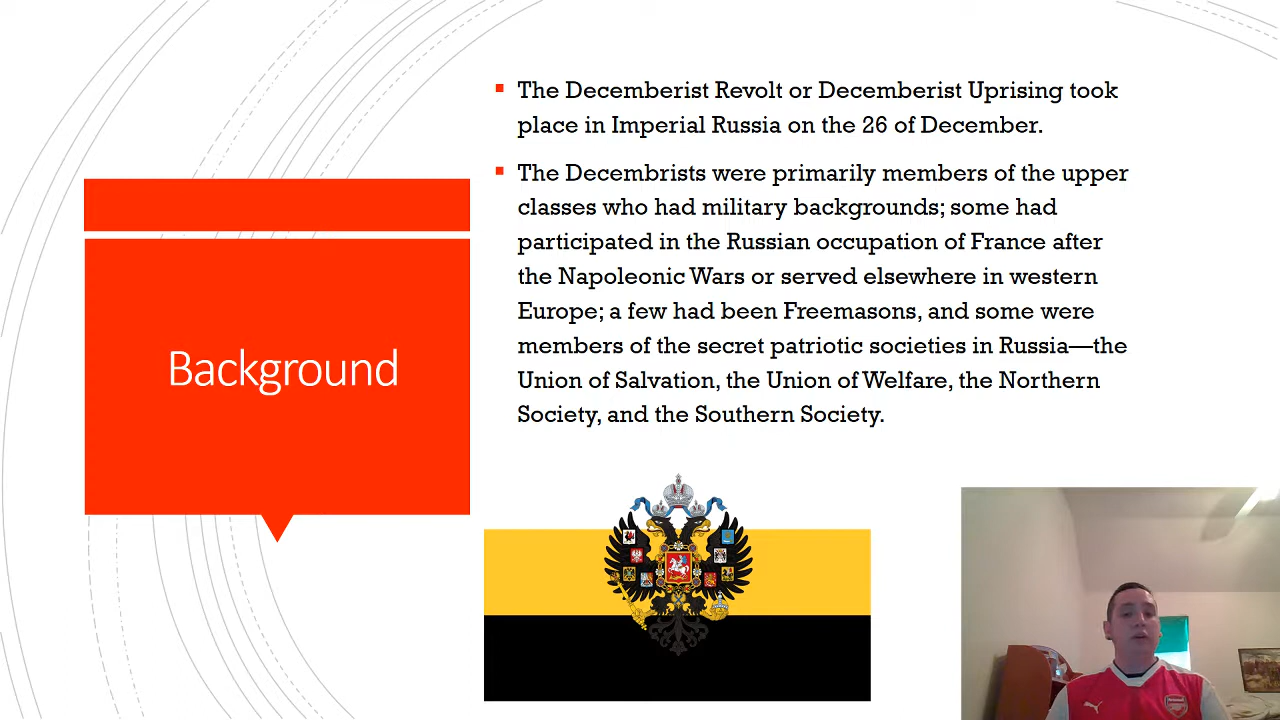 The Decemberist Revolt or Decemberist Uprising took
place in Imperial Russia on the 26 of December.
The Decembrists were primarily members of the upper
classes who had military backgrounds; some had
participated in the Russian occupation of France after
the Napoleonic Wars or served elsewhere in western
Europe; a few had been Freemasons, and some were
members of the secret patriotic societies in Russia—the
Union of Salvation, the Union of Welfare, the Northern
Society, and the Southern Society.
Background